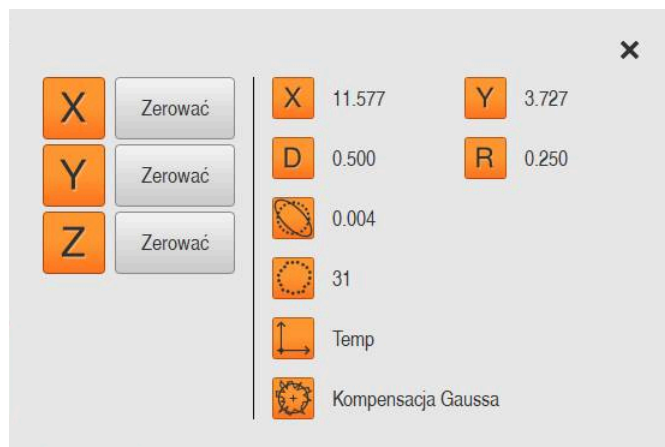 X Zerować
Y Zerować
Z Zerować
X 11.577 Y 3.727
D 0.500 R 0.250
0.004
31
Temp
Kompensacja Gaussa